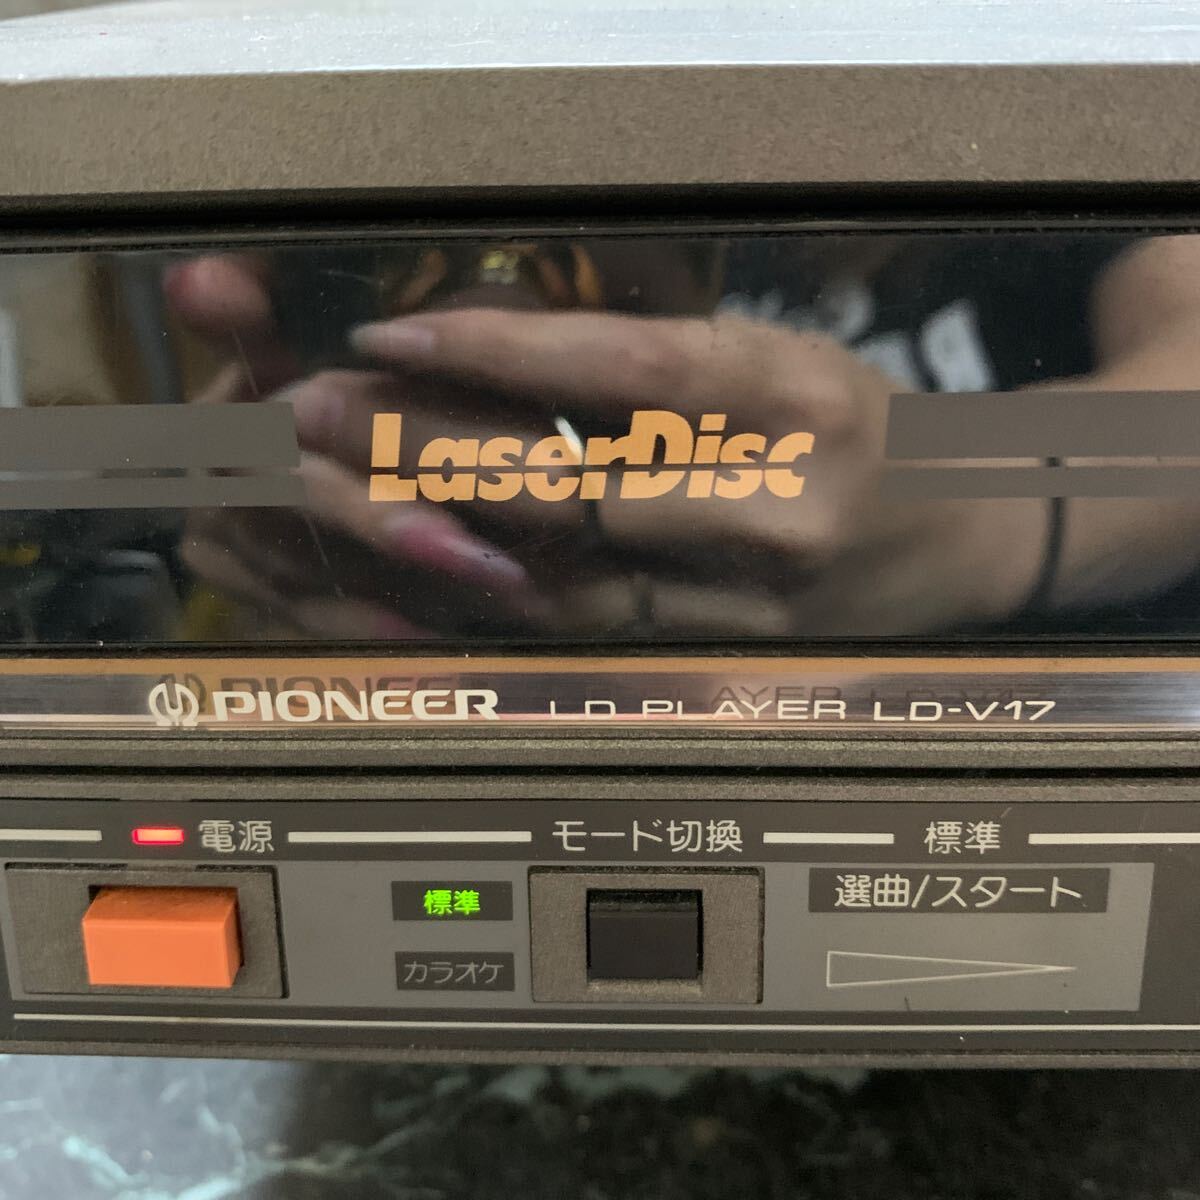 LaserDisc
PIONEER LD PLAYER LD-V17
電源 モード切換 標準
標準 選曲/スタート
カラオケ